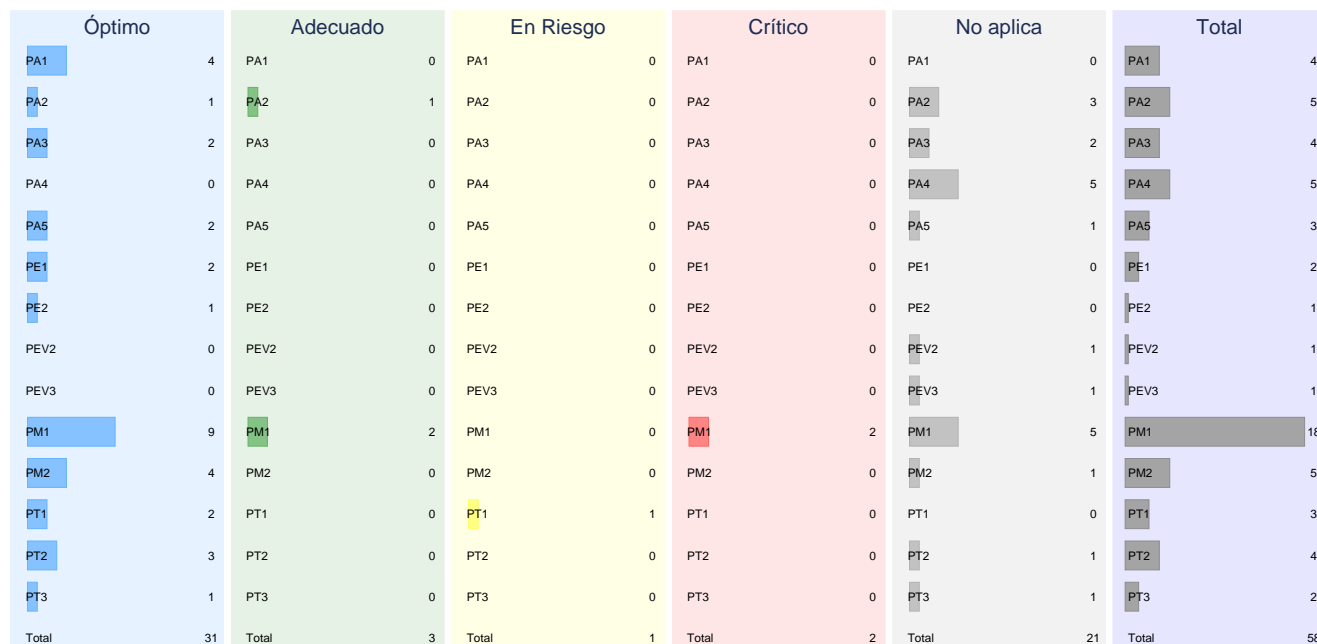 Óptimo Adecuado En Riesgo Crítico No aplica Total
PA1 4 PA1 0 PA1 0 PA1 0 PA1 0 PA1 4
PA2 1 PA2 1 PA2 0 PA2 0 PA2 3 PA2 5
PA3 2 PA3 0 PA3 0 PA3 0 PA3 2 PA3 4
PA4 0 PA4 0 PA4 0 PA4 0 PA4 5 PA4 5
PA5 2 PA5 0 PA5 0 PA5 0 PA5 1 PA5 3
PE1 2 PE1 0 PE1 0 PE1 0 PE1 0 PE1 2
PE2 1 PE2 0 PE2 0 PE2 0 PE2 0 PE2 1
PEV2 0 PEV2 0 PEV2 0 PEV2 0 PEV2 1 PEV2 1
PEV3 0 PEV3 0 PEV3 0 PEV3 0 PEV3 1 PEV3 1
PM1 9 PM1 2 PM1 0 PM1 2 PM1 5 PM1 18
PM2 4 PM2 0 PM2 0 PM2 0 PM2 1 PM2 5
PT1 2 PT1 0 PT1 1 PT1 0 PT1 0 PT1 3
PT2 3 PT2 0 PT2 0 PT2 0 PT2 1 PT2 4
PT3 1 PT3 0 PT3 0 PT3 0 PT3 1 PT3 2
Total 31 Total 3 Total 1 Total 2 Total 21 Total 58